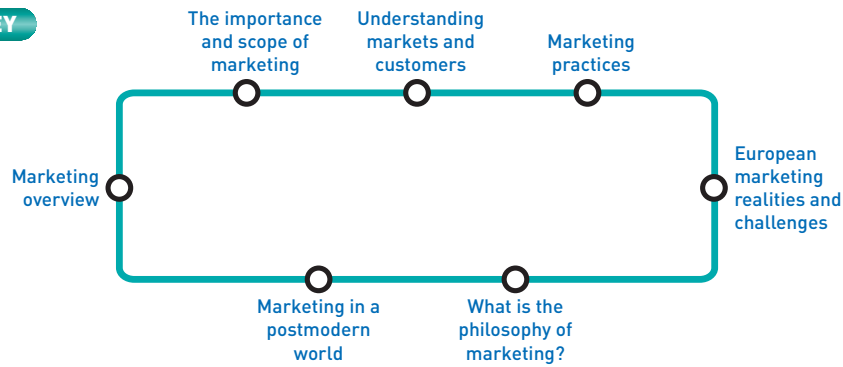 EY
The importance
and scope of
marketing
Understanding
markets and
customers
Marketing
practices
European
marketing
realities and
challenges
Marketing
overview
Marketing in a
postmodern
world
What is the
philosophy of
marketing?